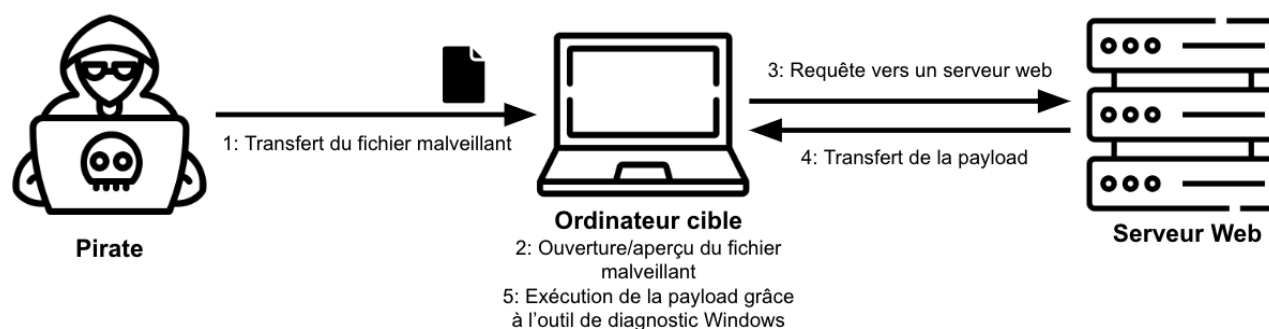 1: Transfert du fichier malveillant
Pirate
Ordinateur cible
2: Ouverture/aperçu du fichier
malveillant
5: Exécution de la payload grâce
à l'outil de diagnostic Windows
3: Requête vers un serveur web
4: Transfert de la payload
Serveur Web